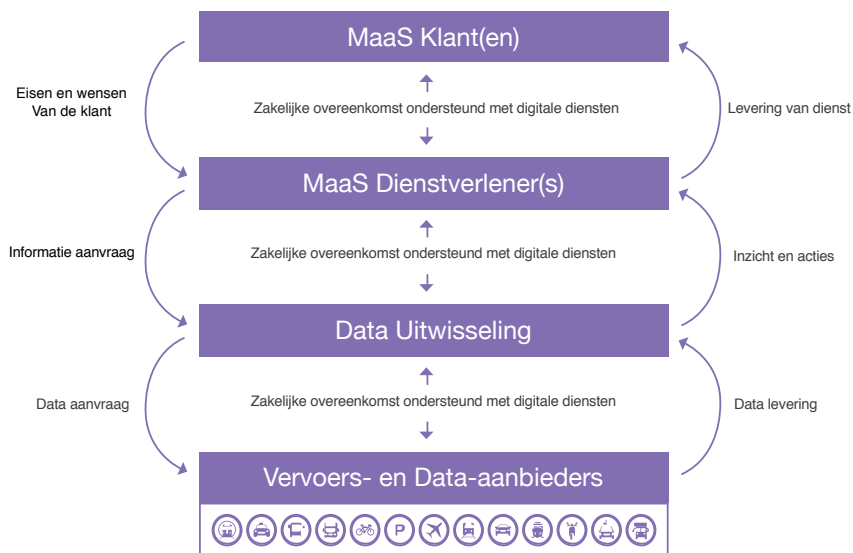 MaaS Klant(en)
Eisen en wensen
Van de klant
Zakelijke overeenkomst ondersteund met digitale diensten
Levering van dienst
MaaS Dienstverlener(s)
Informatie aanvraag
Zakelijke overeenkomst ondersteund met digitale diensten
Inzicht en acties
Data Uitwisseling
Data aanvraag
Zakelijke overeenkomst ondersteund met digitale diensten
Data levering
Vervoers- en Data-aanbieders
P